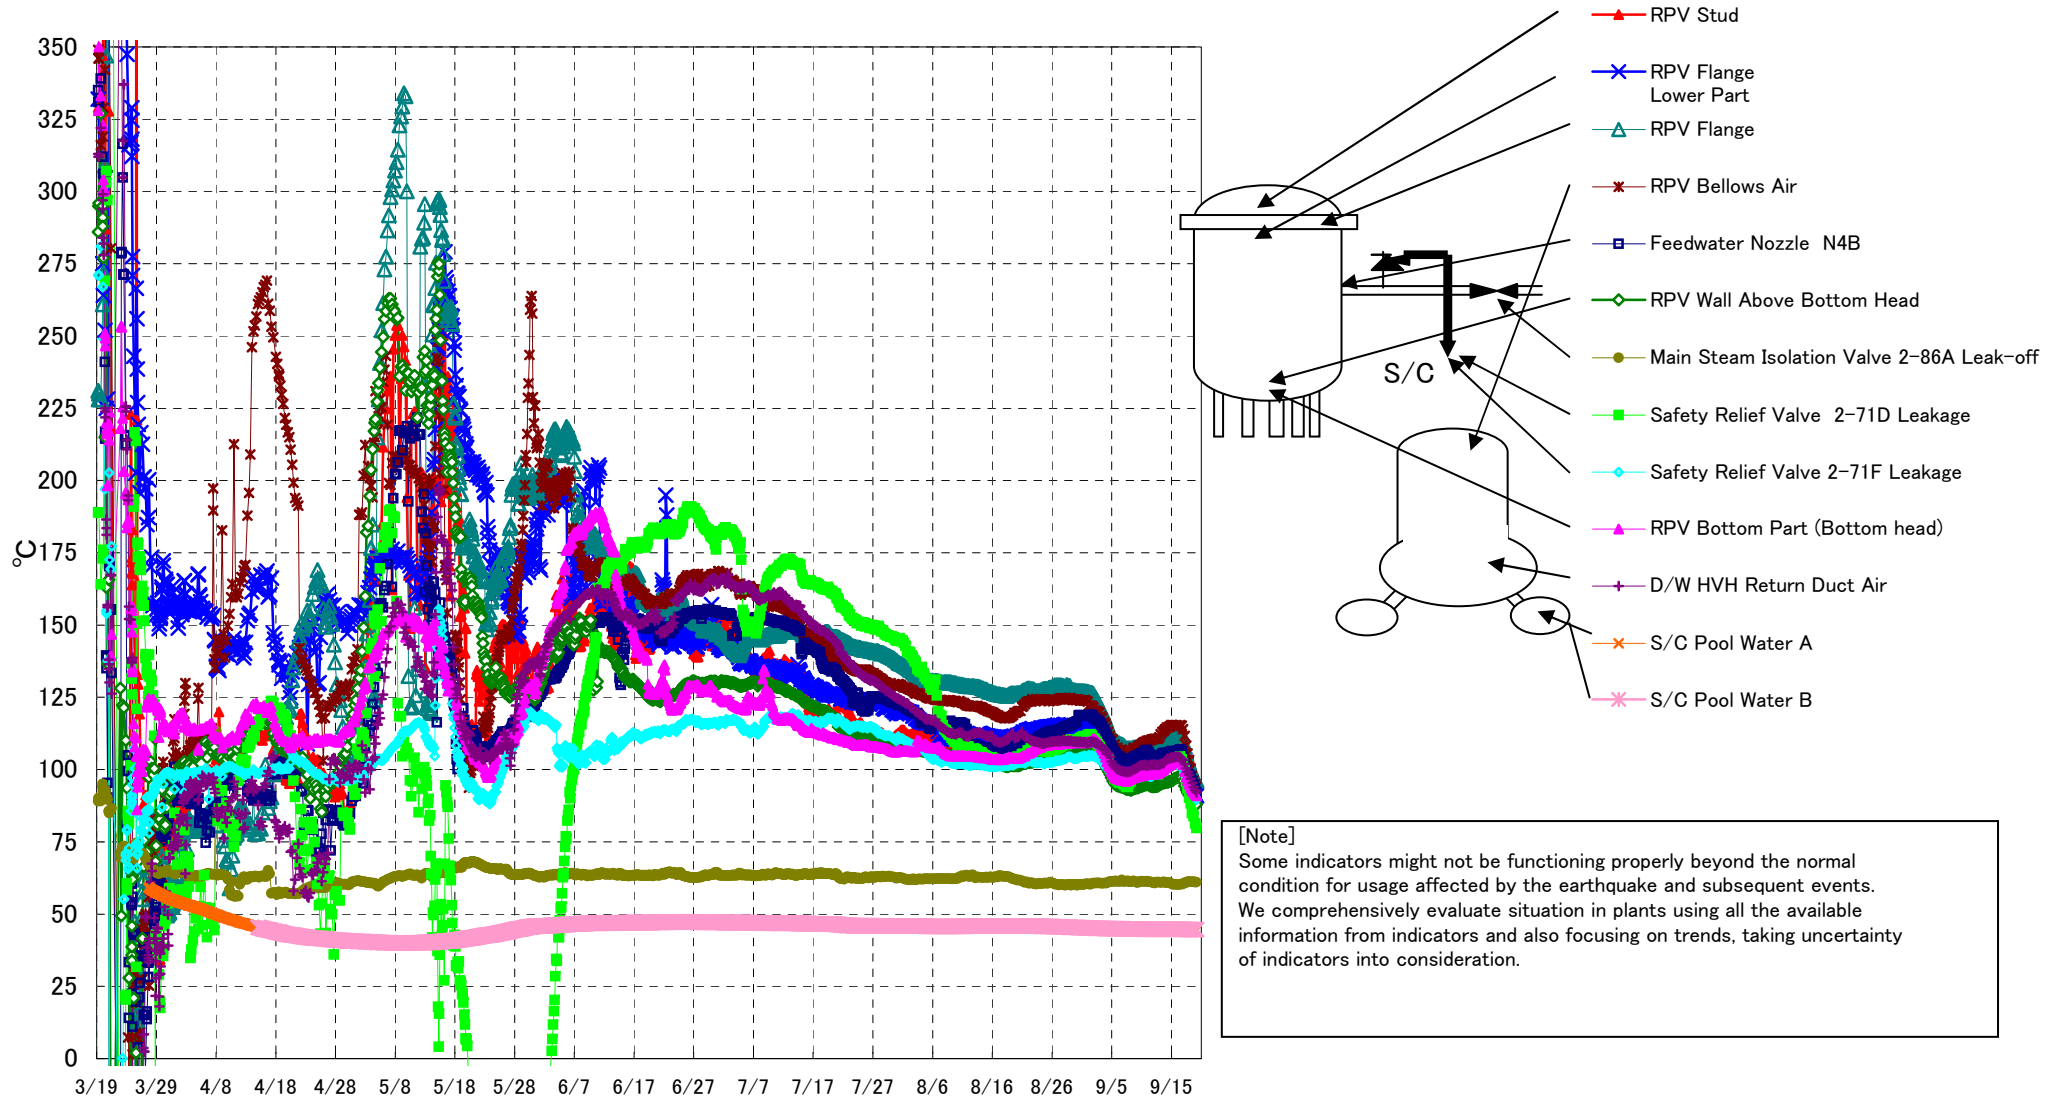 350
325
300
275
250
225
200
175
150
125
100
75
50
25
0
℃
3/19 3/29 4/8 4/18 4/28 5/8 5/18 5/28 6/7 6/17 6/27 7/7 7/17 7/27 8/6 8/16 8/26 9/5 9/15
RPV Stud
RPV Flange
Lower Part
RPV Flange
RPV Bellows Air
Feedwater Nozzle N4B
RPV Wall Above Bottom Head
Main Steam Isolation Valve 2-86A Leak-off
Safety Relief Valve 2-71D Leakage
Safety Relief Valve 2-71F Leakage
RPV Bottom Part (Bottom head)
D/W HVH Return Duct Air
S/C Pool Water A
S/C Pool Water B
S/C
[Note]
Some indicators might not be functioning properly beyond the normal
condition for usage affected by the earthquake and subsequent events.
We comprehensively evaluate situation in plants using all the available
information from indicators and also focusing on trends, taking uncertainty
of indicators into consideration.